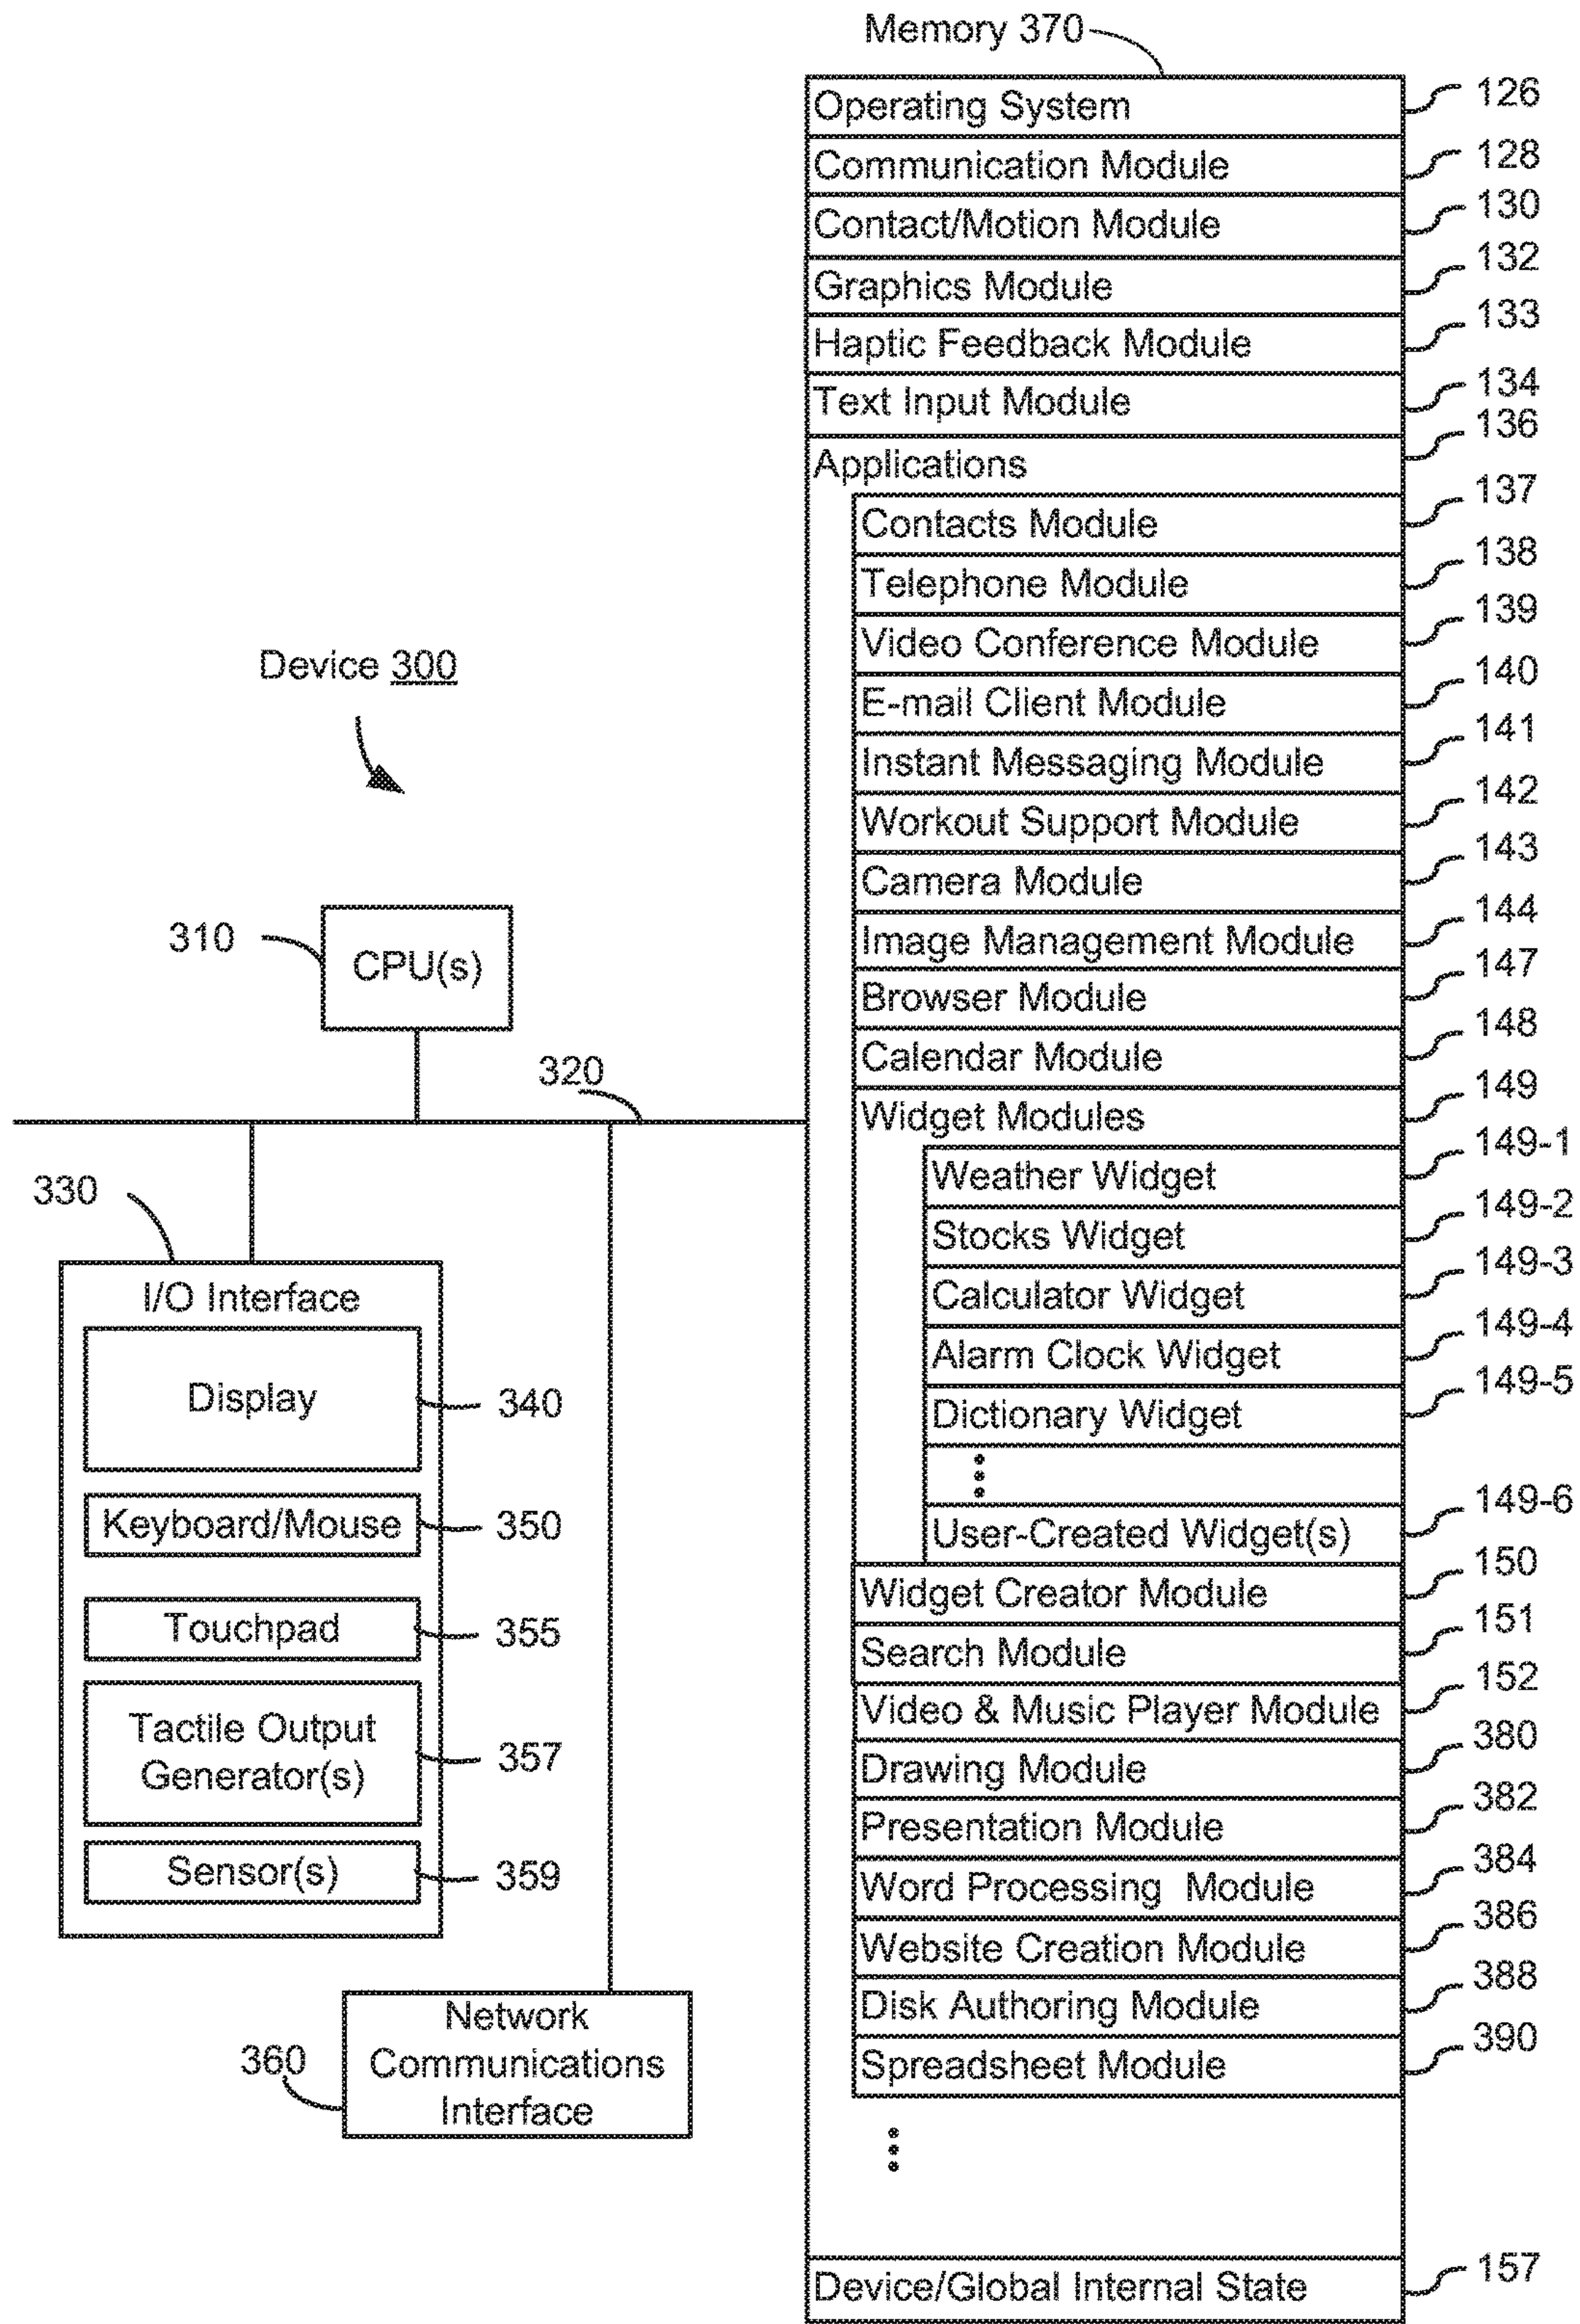 Memory 370
Operating System 126
Communication Module 128
Contact/Motion Module 130
Graphics Module 132
Haptic Feedback Module 133
Text Input Module 134
Applications 136
Contacts Module 137
Telephone Module 138
Video Conference Module 139
E-mail Client Module 140
Instant Messaging Module 141
Workout Support Module 142
Camera Module 143
Image Management Module 144
Browser Module 147
Calendar Module 148
Widget Modules 149
Weather Widget 149-1
Stocks Widget 149-2
Calculator Widget 149-3
Alarm Clock Widget 149-4
Dictionary Widget 149-5
User-Created Widget(s) 149-6
Widget Creator Module 150
Search Module 151
Video & Music Player Module 152
Drawing Module 380
Presentation Module 382
Word Processing Module 384
Website Creation Module 386
Disk Authoring Module 388
Spreadsheet Module 390
Device/Global Internal State 157
Device 300
310 CPU(s)
320
330
I/O Interface
Display 340
Keyboard/Mouse 350
Touchpad 355
Tactile Output
Generator(s) 357
Sensor(s) 359
Network
360 Communications
Interface